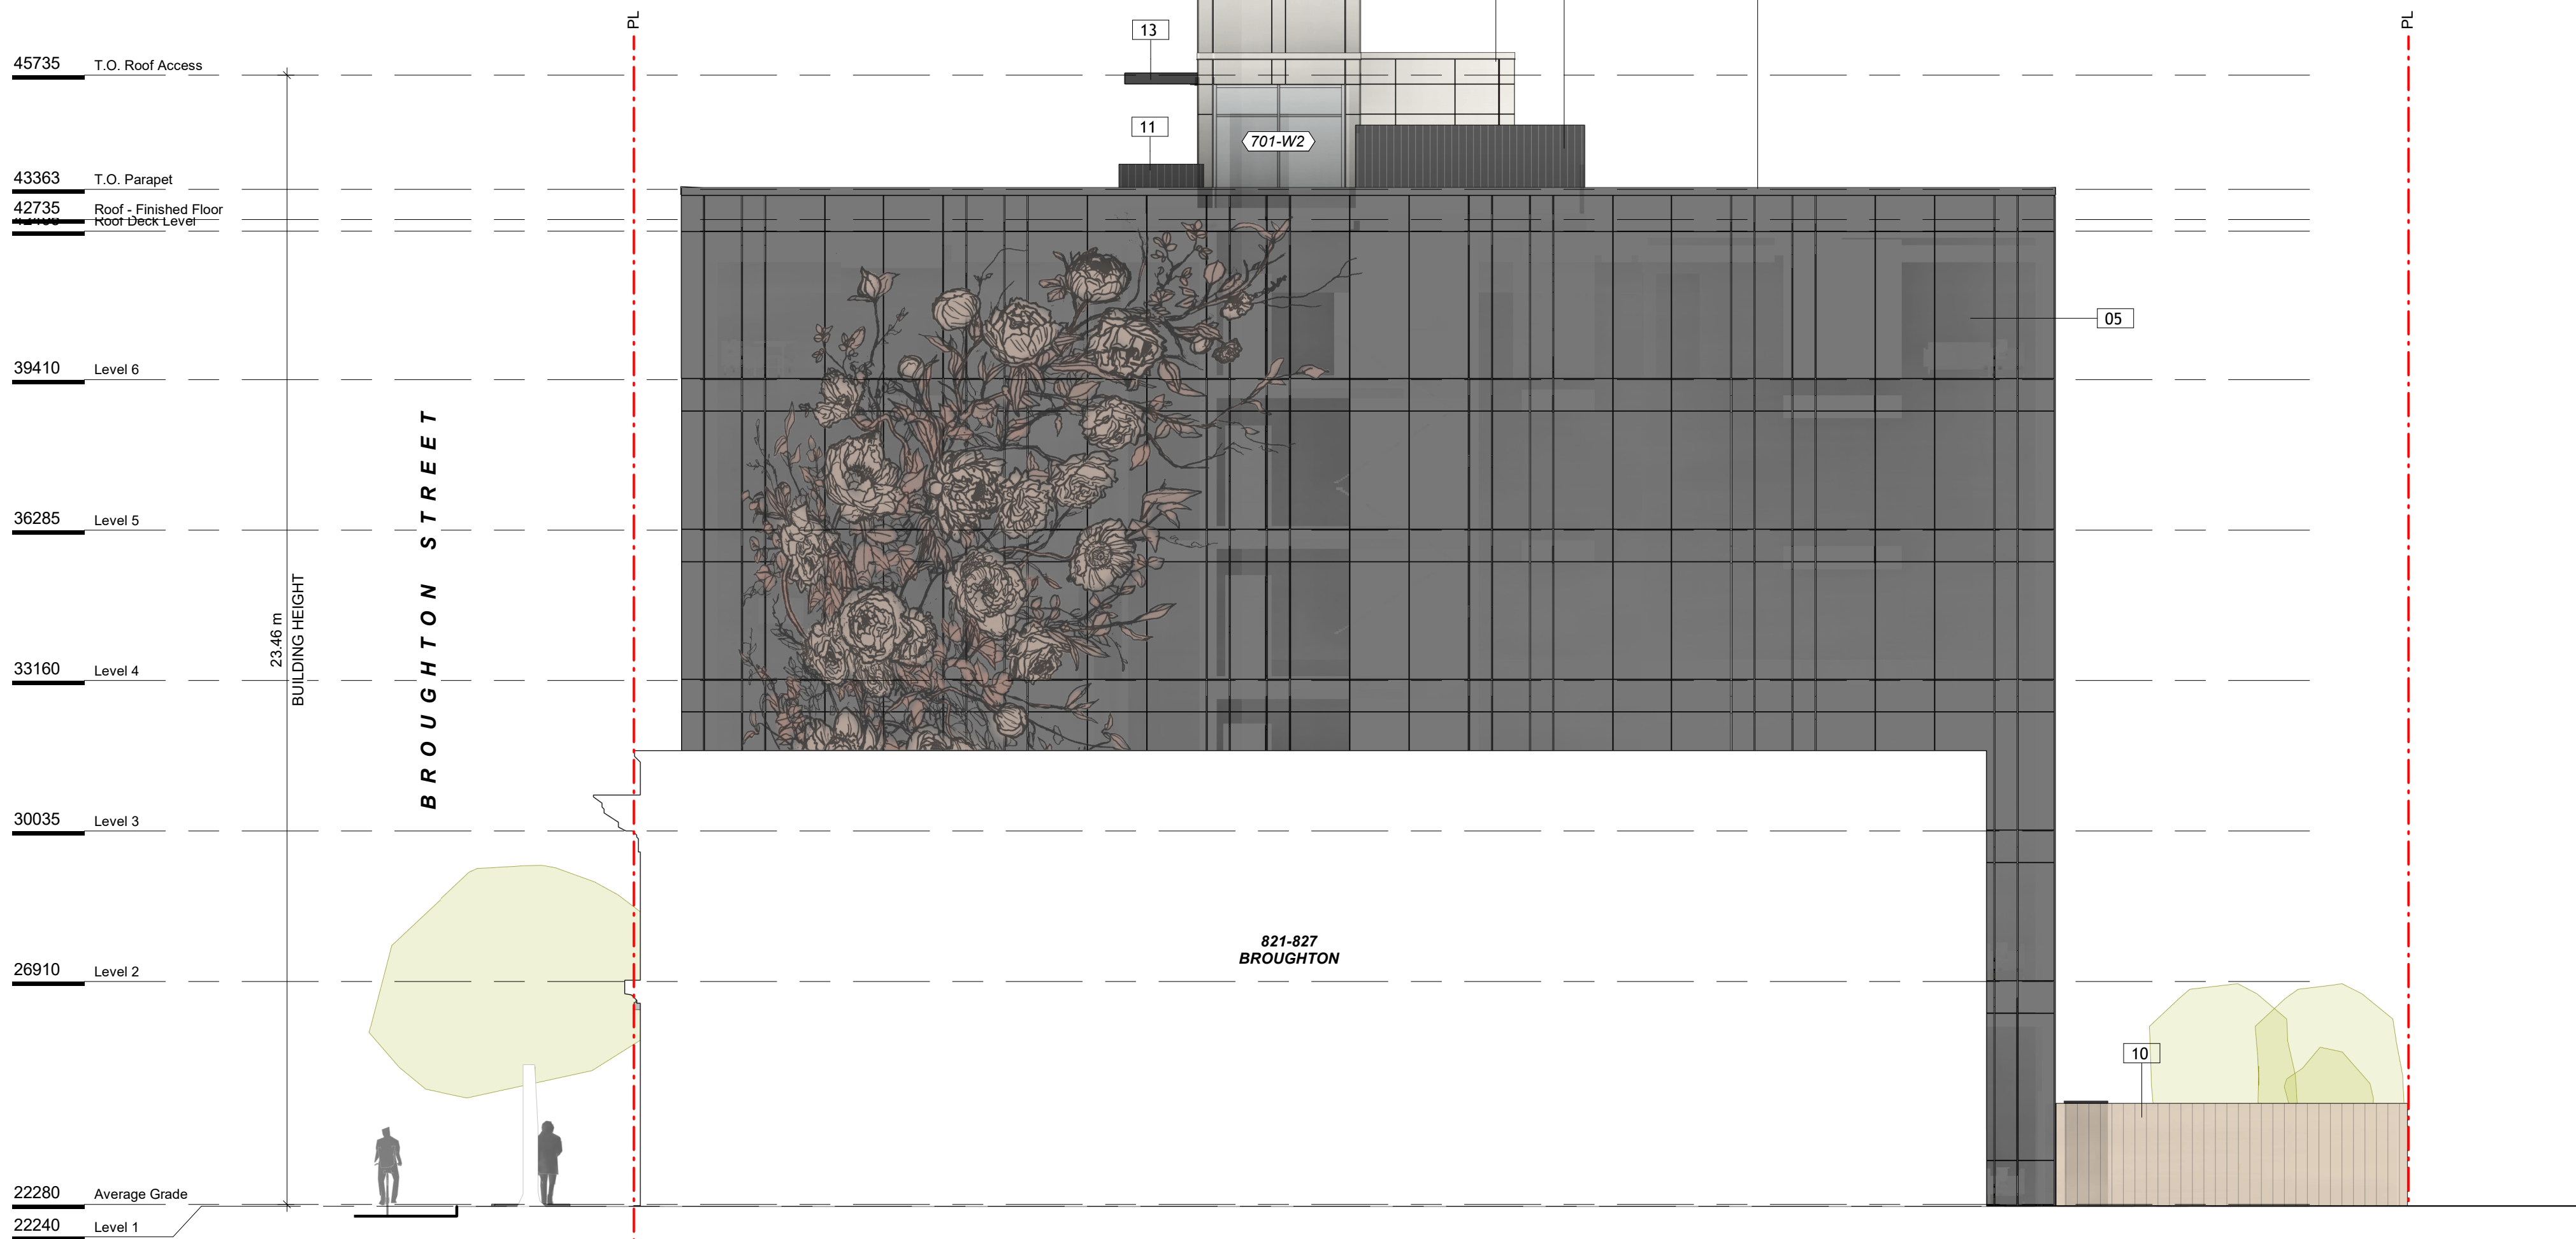 PL
PL
13
45735 T.O. Roof Access
11
701-W2
43363 T.O. Parapet
42735 Roof - Finished Floor
Roof Deck Level
05
39410 Level 6
BROUGHTON STREET
36285 Level 5
23.46 m
BUILDING HEIGHT
33160 Level 4
30035 Level 3
821-827
BROUGHTON
26910 Level 2
10
22280 Average Grade
22240 Level 1